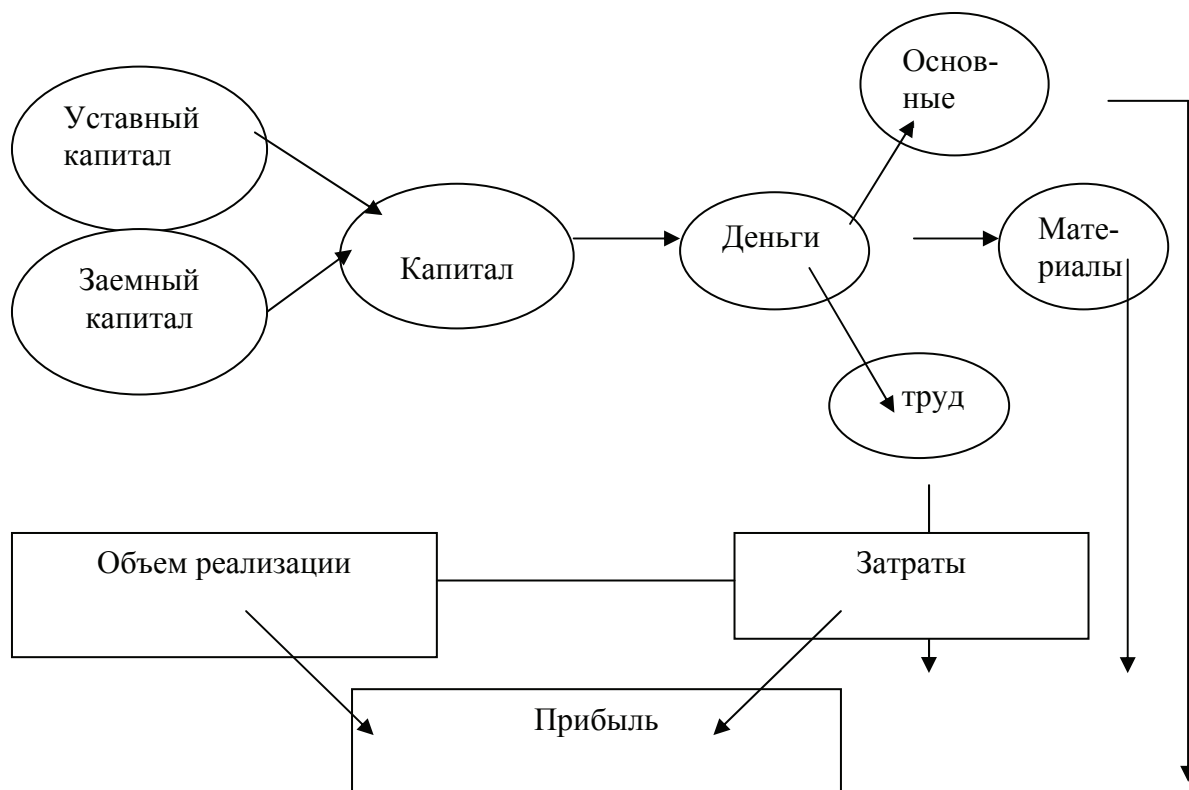 Основ-
ные
Уставный
капитал
Заемный
капитал
Капитал
Деньги
Мате-
риалы
труд
Объем реализации
Затраты
Прибыль